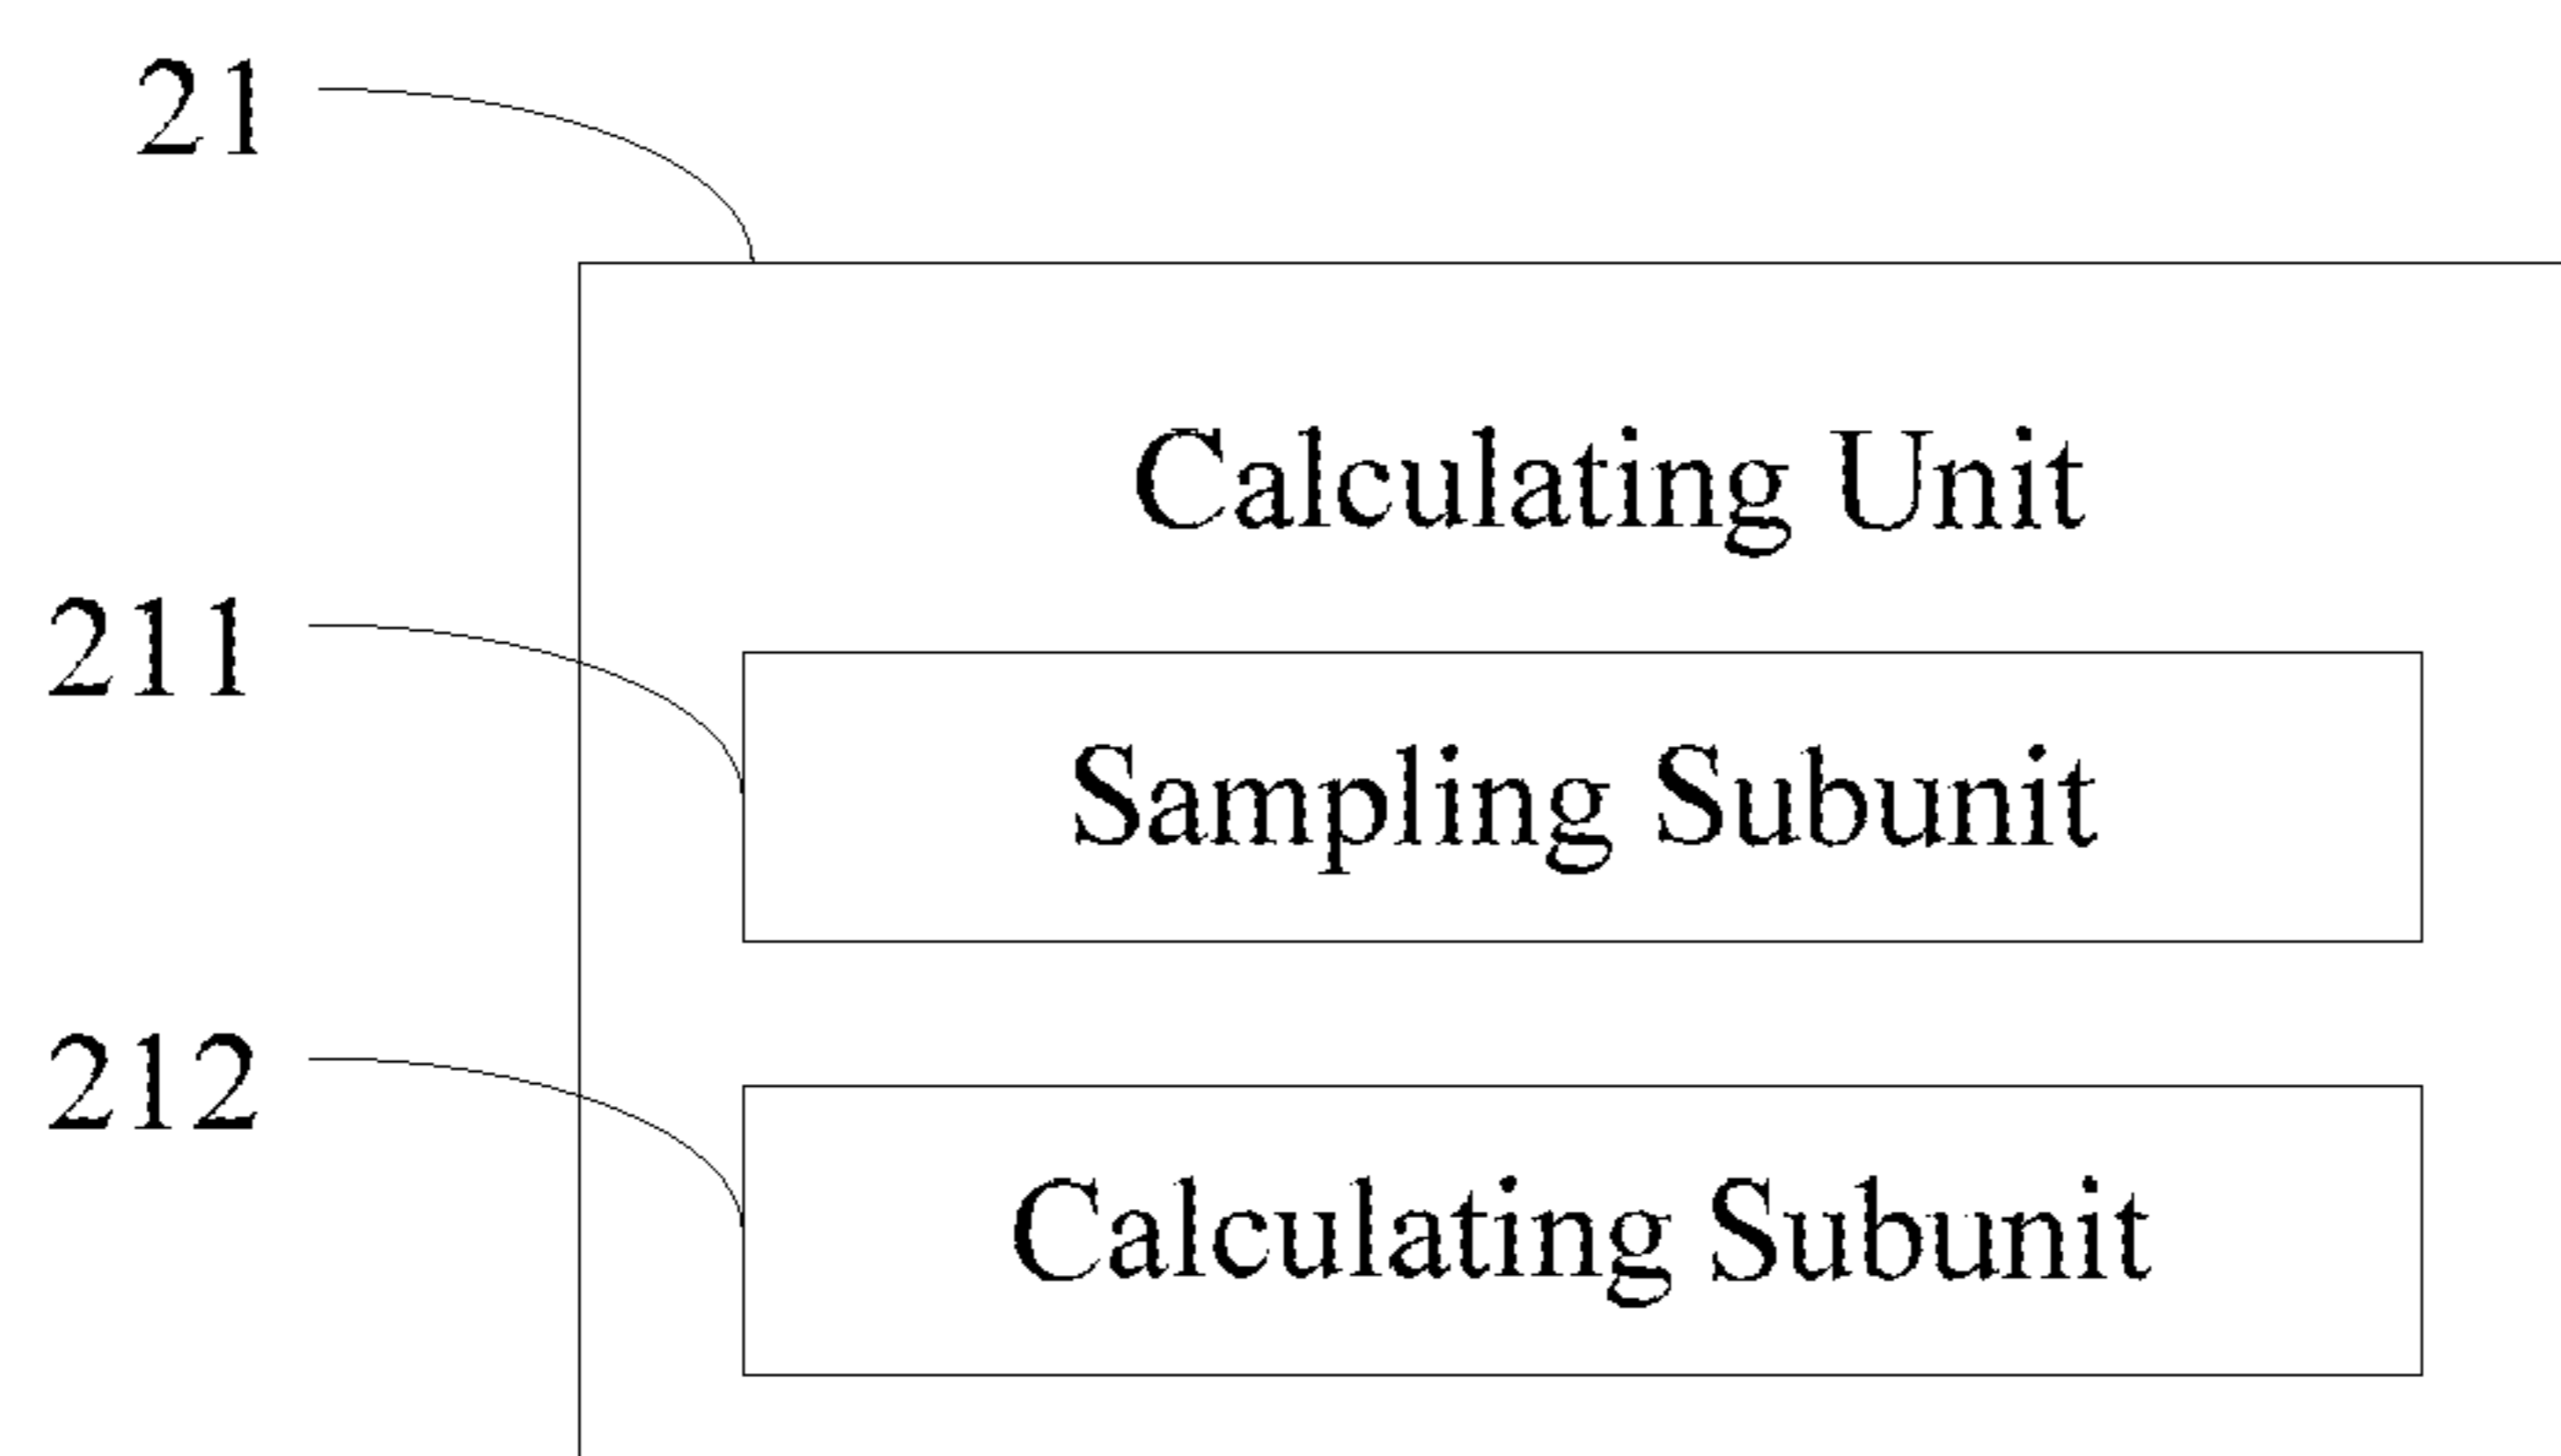 21
Calculating Unit
211
Sampling Subunit
212
Calculating Subunit